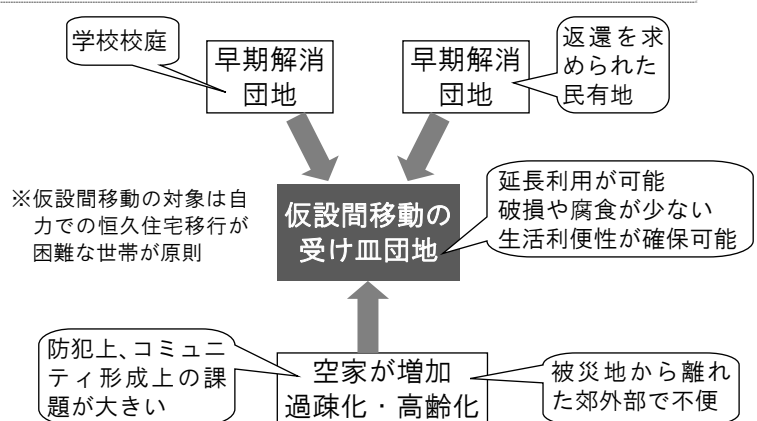 学校校庭
早期解消
団地
早期解消
団地
返還を求
められた
民有地
※仮設間移動の対象は自
力での恒久住宅移行が
困難な世帯が原則
仮設間移動の
受け皿団地
延長利用が可能
破損や腐食が少ない
生活利便性が確保可能
防犯上、コミュニ
ティ形成上の課
題が大きい
空家が増加
過疎化・高齢化
被災地から離れ
た郊外部で不便